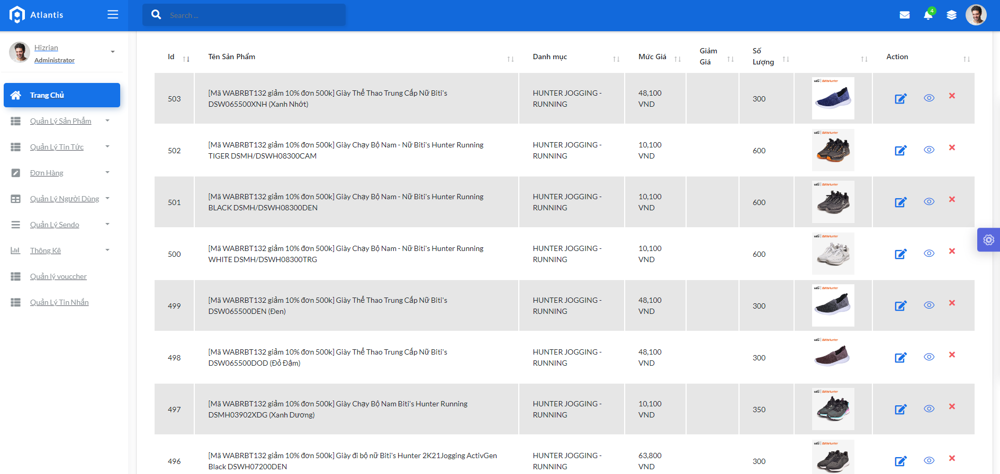 Atlantis
Search ...
4
Hizrian
Administrator
Trang Chủ
Quản Lý Sản Phẩm
Quản Lý Tin Tức
Đơn Hàng
Quản Lý Người Dùng
Quản Lý Sendo
Thông Kê
Quản lý vouccher
Quản Lý Tin Nhắn
Id
Tên Sản Phẩm
Danh mục
Mức Giá
Giảm
Giá
Số
Lượng
Action
503
[Mã WABRBT132 giảm 10% đơn 500k] Giày Thể Thao Trung Cấp Nữ Biti's
DSW065500XNH (Xanh Nhớt)
HUNTER JOGGING -
RUNNING
48,100
VND
300
502
[Mã WABRBT132 giảm 10% đơn 500k] Giày Chạy Bộ Nam - Nữ Biti's Hunter Running
TIGER DSMH/DSWH08300CAM
HUNTER JOGGING -
RUNNING
10,100
VND
600
501
[Mã WABRBT132 giảm 10% đơn 500k] Giày Chạy Bộ Nam - Nữ Biti's Hunter Running
BLACK DSMH/DSWH08300DEN
HUNTER JOGGING -
RUNNING
10,100
VND
600
500
[Mã WABRBT132 giảm 10% đơn 500k] Giày Chạy Bộ Nam - Nữ Biti's Hunter Running
WHITE DSMH/DSWH08300TRG
HUNTER JOGGING -
RUNNING
10,100
VND
600
499
[Mã WABRBT132 giảm 10% đơn 500k] Giày Thể Thao Trung Cấp Nữ Biti's
DSW065500DEN (Đen)
HUNTER JOGGING -
RUNNING
48,100
VND
300
498
[Mã WABRBT132 giảm 10% đơn 500k] Giày Thể Thao Trung Cấp Nữ Biti's
DSW065500DOD (Đỏ Đậm)
HUNTER JOGGING -
RUNNING
48,100
VND
300
497
[Mã WABRBT132 giảm 10% đơn 500k] Giày Chạy Bộ Nam Biti's Hunter Running
DSMH03902XDG (Xanh Dương)
HUNTER JOGGING -
RUNNING
10,100
VND
350
496
[Mã WABRBT132 giảm 10% đơn 500k] Giày đi bộ nữ Biti's Hunter 2K21Jogging ActivGen
Black DSWH07200DEN
HUNTER JOGGING -
RUNNING
63,800
VND
300